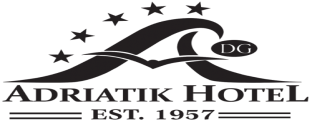 DG
ADRIATIK HOTEL
EST. 1957